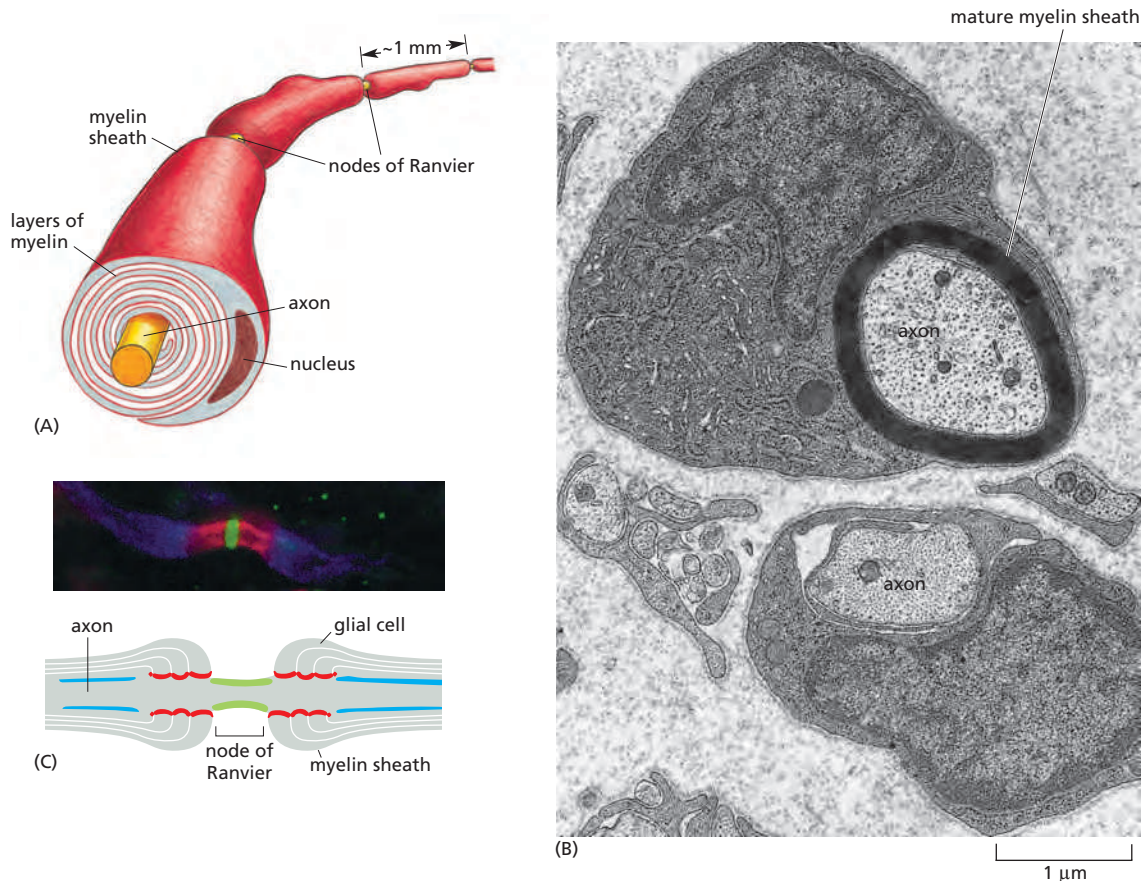 ~1 mm
myelin
sheath
nodes of Ranvier
layers of
myelin
axon
nucleus
(A)
mature myelin sheath
axon
axon
(B)
1 μm
axon
glial cell
node of
Ranvier
myelin sheath
(C)